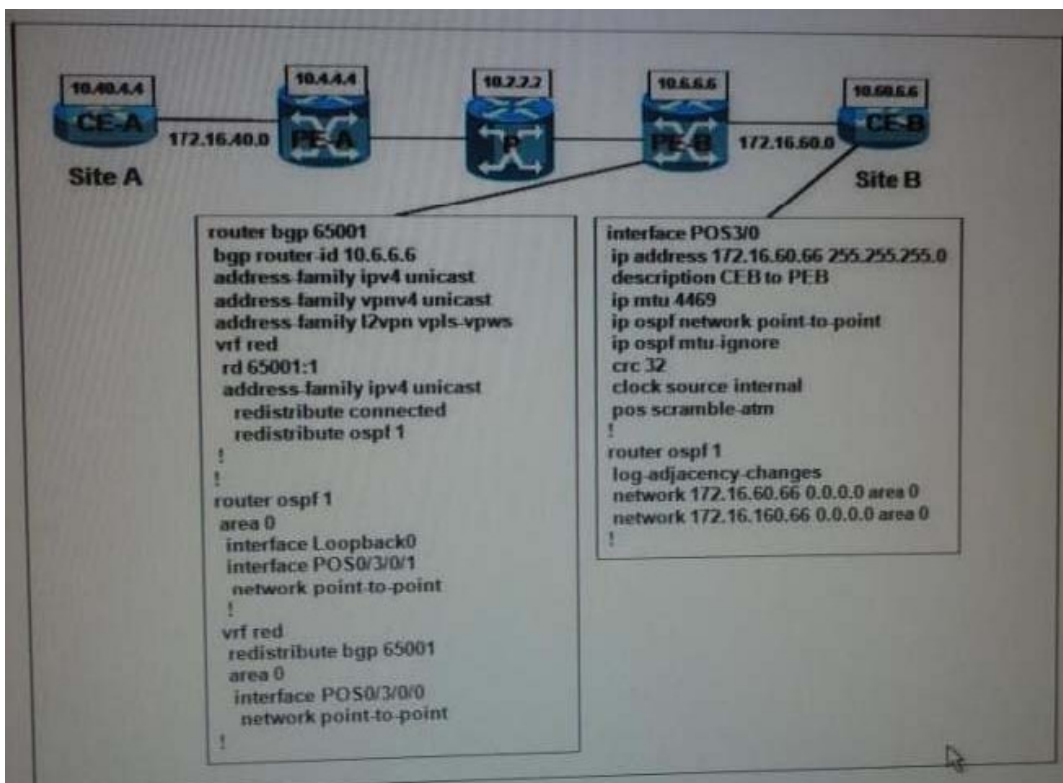 10.40.4.4
10.4.4.4
10.2.2.2
10.6.6.6
10.60.6.6
CE-A
172.16.40.0
PE-A
P
PE-B
172.16.60.0
CE-B
Site A
Site B
router bgp 65001
bgp router-id 10.6.6.6
address-family ipv4 unicast
address-family vpnv4 unicast
address-family l2vpn vpls-vpws
vrf red
rd 65001:1
address-family ipv4 unicast
redistribute connected
redistribute ospf 1
!
!
router ospf 1
area 0
interface Loopback0
interface POS0/3/0/1
network point-to-point
!
vrf red
redistribute bgp 65001
area 0
interface POS0/3/0/0
network point-to-point
!
interface POS3/0
ip address 172.16.60.66 255.255.255.0
description CEB to PEB
ip mtu 4469
ip ospf network point-to-point
ip ospf mtu-ignore
crc 32
clock source internal
pos scramble-atm
!
router ospf 1
log-adjacency-changes
network 172.16.60.66 0.0.0.0 area 0
network 172.16.160.66 0.0.0.0 area 0
!